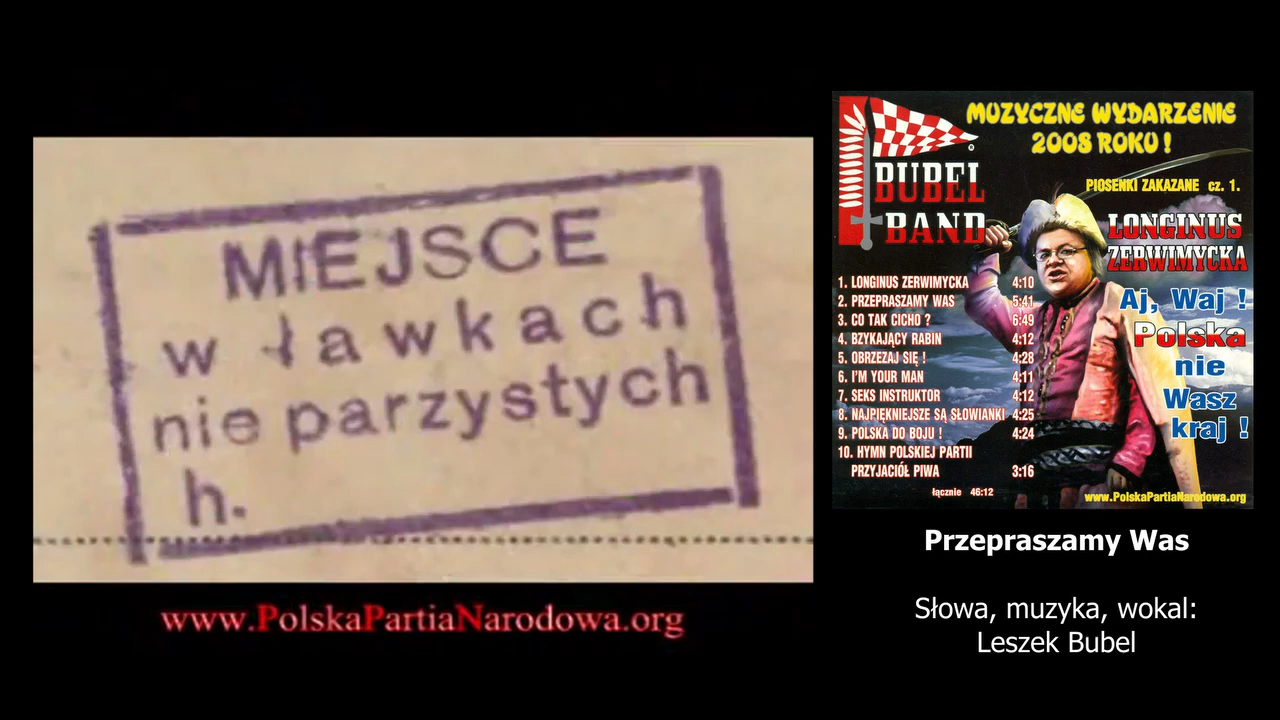 MIEJSCE
w ławkach
nie parzystych
h.
www.PolskaPartiaNarodowa.org
MUZYCZNE WYDARZENIE
2008 ROKU !
BUBEL
BAND
PIOSENKI ZAKAZANE cz. 1.
LONGINUS
ZERWIMYCKA
Aj, Waj !
Polska
nie
Wasz
kraj !
1. LONGINUS ZERWIMYCKA 4:10
2. PRZEPRASZAMY WAS 5:41
3. CO TAK CICHO ? 6:49
4. BZYKAJĄCY RABIN 4:12
5. OBRZEZAJ SIĘ ! 4:28
6. I'M YOUR MAN 4:11
7. SEKS INSTRUKTOR 4:12
8. NAJPIĘKNIEJSZE SĄ SŁOWIANKI 4:25
9. POLSKA DO BOJU ! 4:24
10. HYMN POLSKIEJ PARTII
PRZYJACIÓŁ PIWA 3:16
łącznie 46:12
www.PolskaPartiaNarodowa.org
Przepraszamy Was
Słowa, muzyka, wokal:
Leszek Bubel